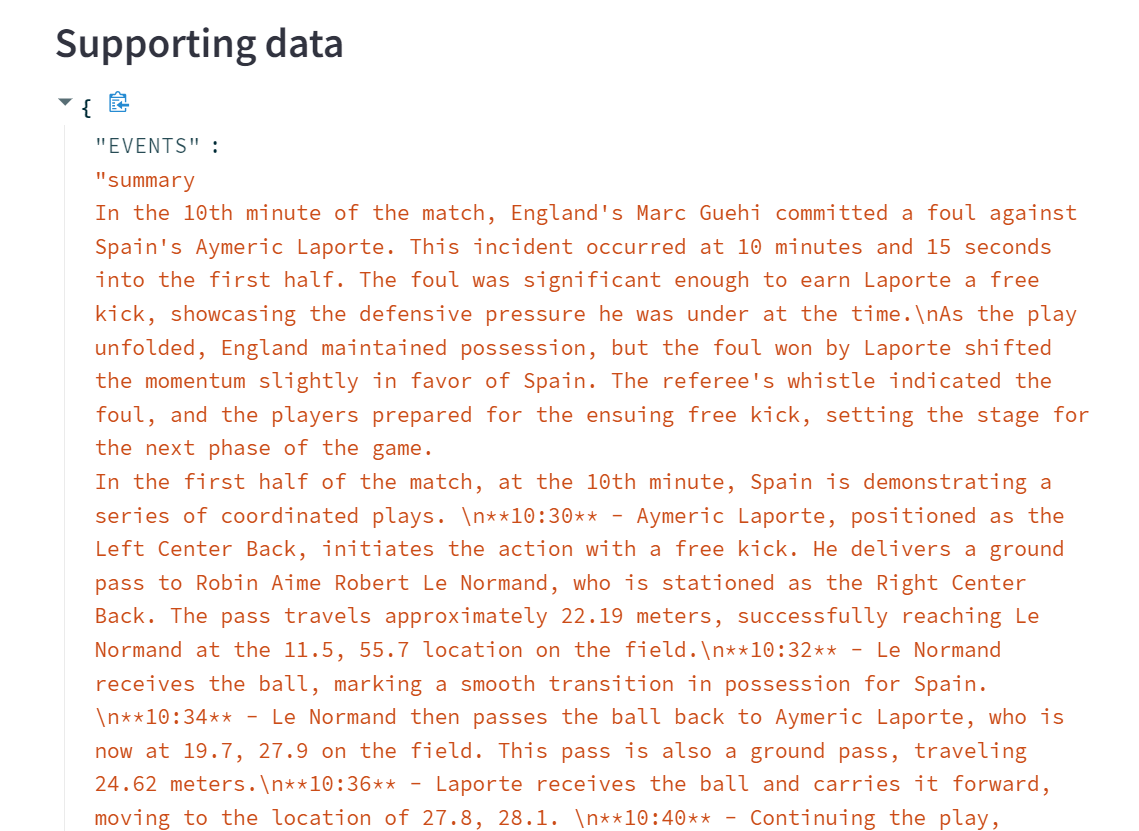 Supporting data
{
"EVENTS" :
"summary
In the 10th minute of the match, England's Marc Guehi committed a foul against
Spain's Aymeric Laporte. This incident occurred at 10 minutes and 15 seconds
into the first half. The foul was significant enough to earn Laporte a free
kick, showcasing the defensive pressure he was under at the time.\nAs the play
unfolded, England maintained possession, but the foul won by Laporte shifted
the momentum slightly in favor of Spain. The referee's whistle indicated the
foul, and the players prepared for the ensuing free kick, setting the stage for
the next phase of the game.
In the first half of the match, at the 10th minute, Spain is demonstrating a
series of coordinated plays. \n**10:30** - Aymeric Laporte, positioned as the
Left Center Back, initiates the action with a free kick. He delivers a ground
pass to Robin Aime Robert Le Normand, who is stationed as the Right Center
Back. The pass travels approximately 22.19 meters, successfully reaching Le
Normand at the 11.5, 55.7 location on the field.\n**10:32** - Le Normand
receives the ball, marking a smooth transition in possession for Spain.
\n**10:34** - Le Normand then passes the ball back to Aymeric Laporte, who is
now at 19.7, 27.9 on the field. This pass is also a ground pass, traveling
24.62 meters.\n**10:36** - Laporte receives the ball and carries it forward,
moving to the location of 27.8, 28.1. \n**10:40** - Continuing the play,